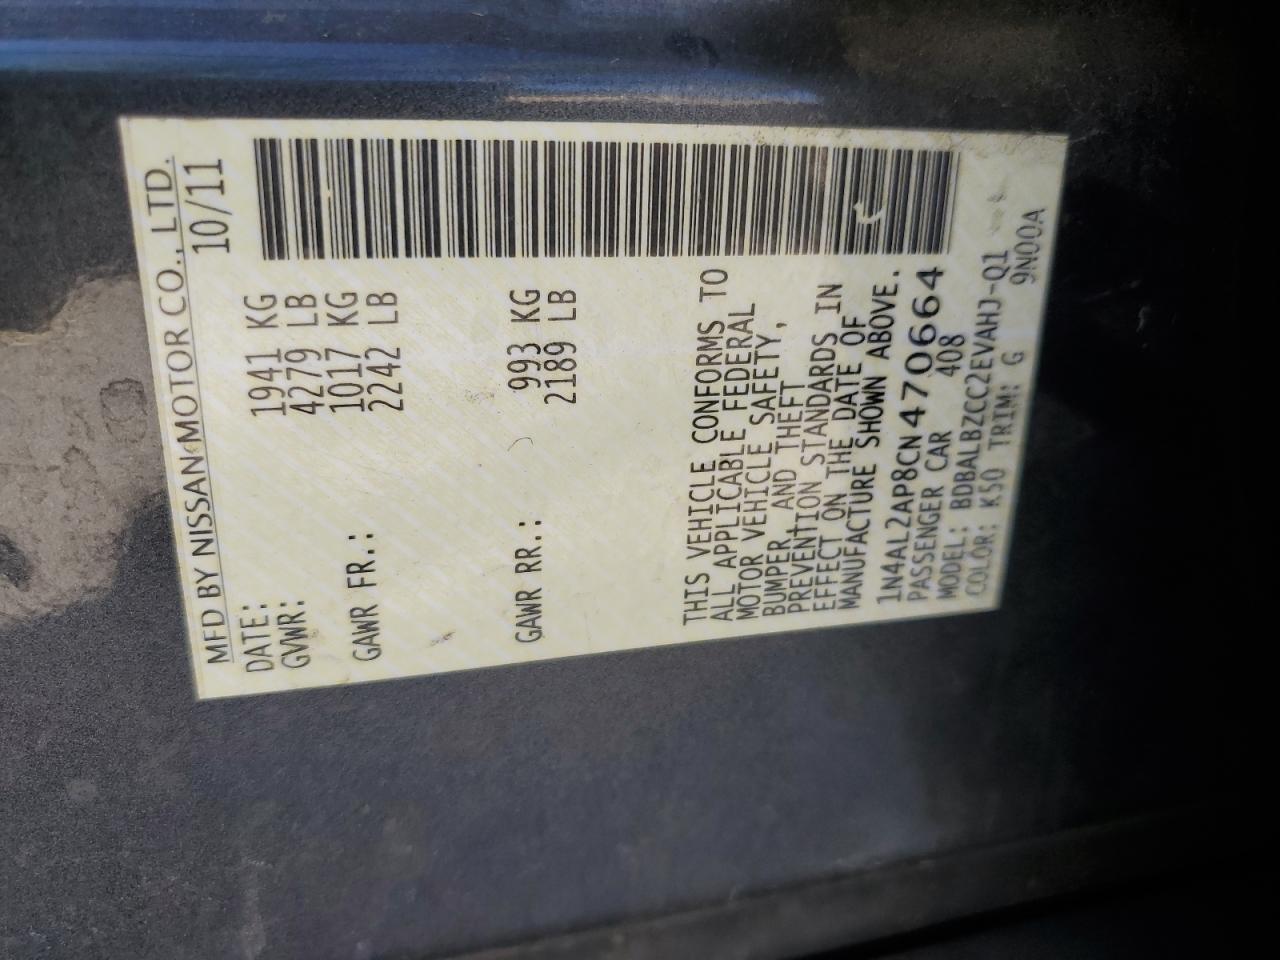 MFD BY NISSAN MOTOR CO., LTD.
DATE: 10/11
GVWR: 1941 KG
4279 LB
GAWR FR.: 1017 KG
2242 LB
GAWR RR.: 993 KG
2189 LB
THIS VEHICLE CONFORMS TO
ALL APPLICABLE FEDERAL
MOTOR VEHICLE SAFETY,
BUMPER, AND THEFT
PREVENTION STANDARDS IN
EFFECT ON THE DATE OF
MANUFACTURE SHOWN ABOVE.
1N4AL2AP8CN470664
PASSENGER CAR 408
MODEL: BDBALBZCC2EVAHJ-Q1
COLOR: K50 TRIM: G 9N00A